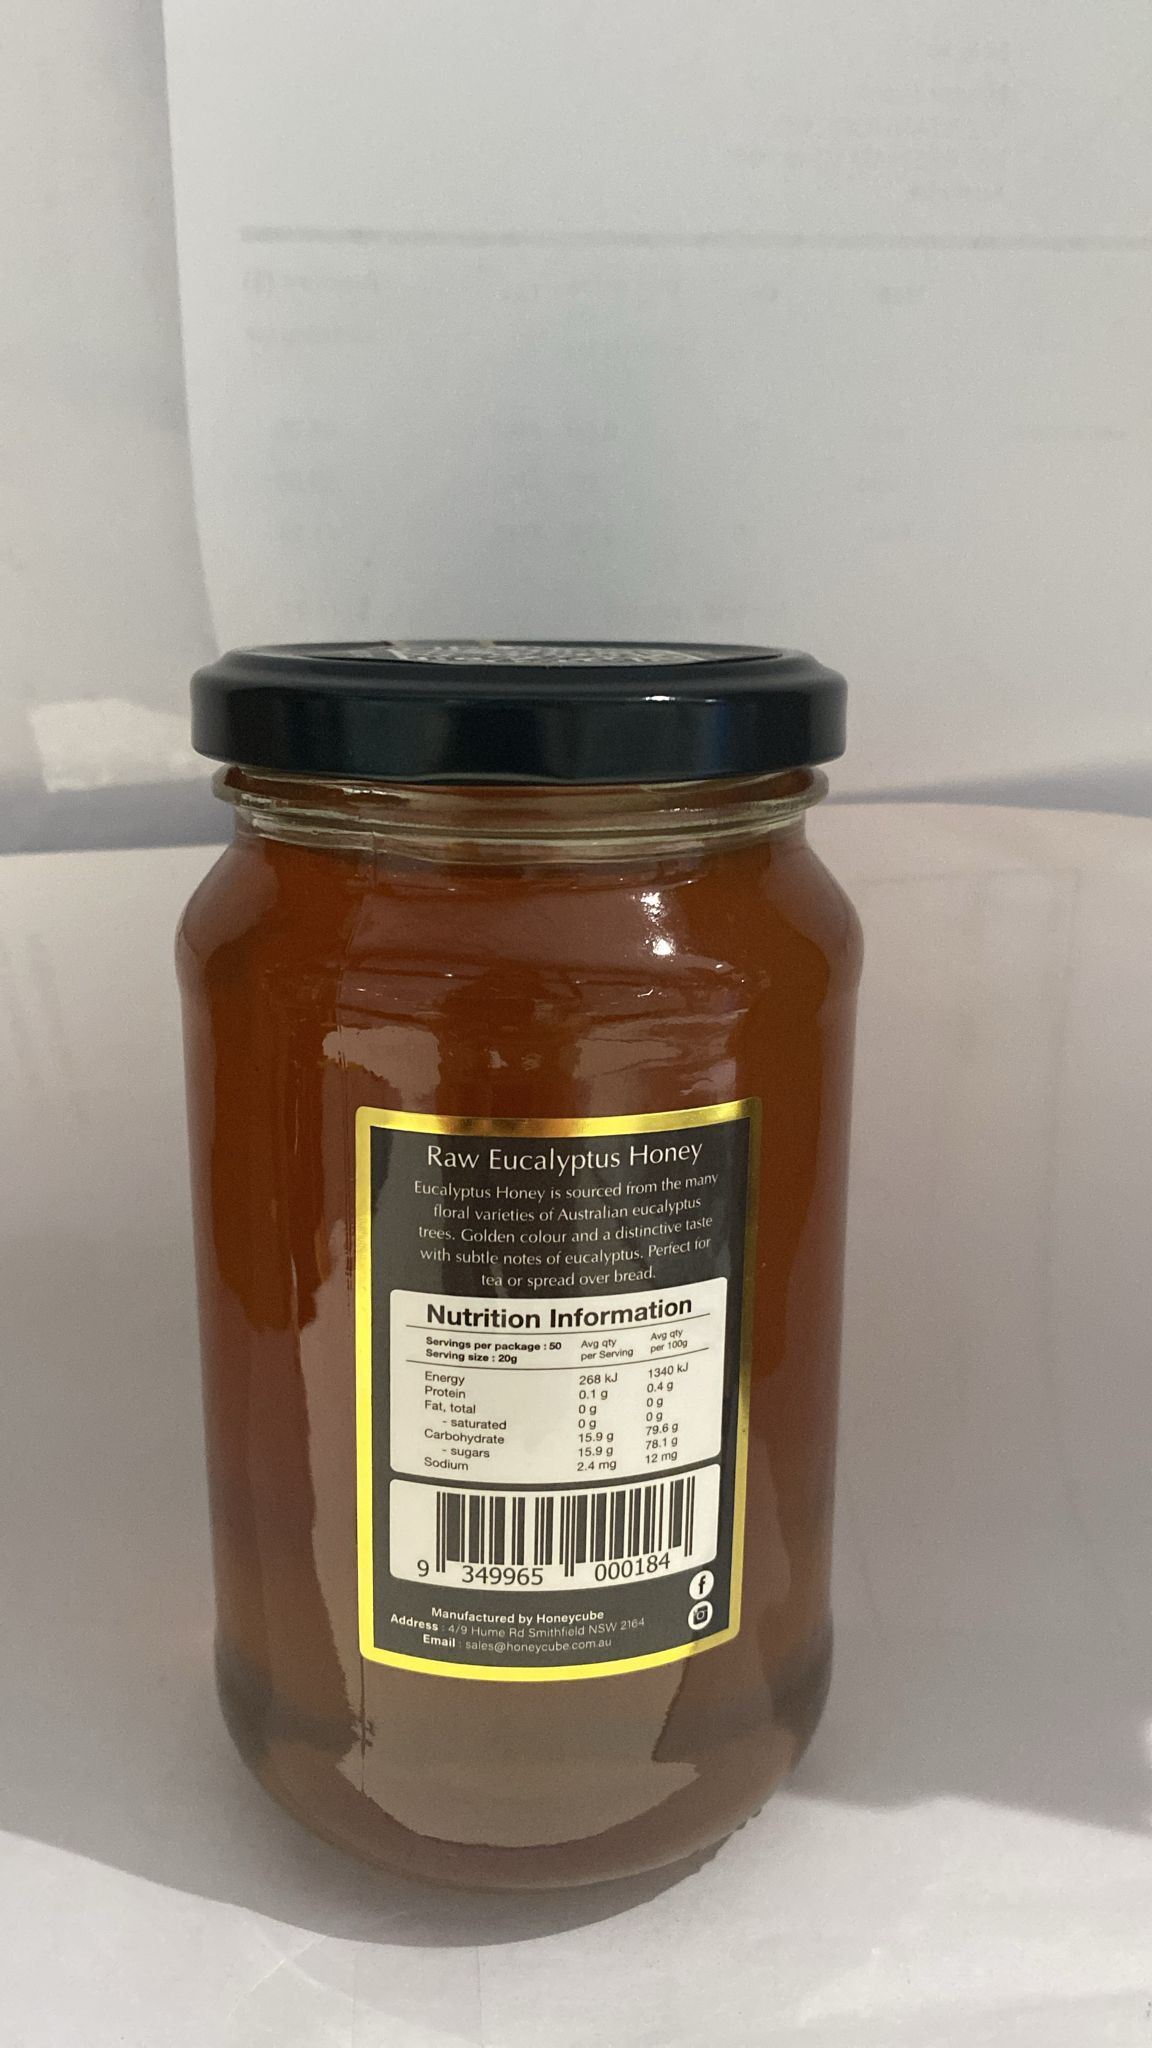 Raw Eucalyptus Honey
Eucalyptus Honey is sourced from the many
floral varieties of Australian eucalyptus
trees. Golden colour and a distinctive taste
with subtle notes of eucalyptus. Perfect for
tea or spread over bread.
Nutrition Information
Servings per package : 50
Serving size : 20g
Avg qty per Serving
Avg qty per 100g
Energy 268 kJ 1340 kJ
Protein 0.1 g 0.4 g
Fat, total 0 g 0 g
- saturated 0 g 0 g
Carbohydrate 15.9 g 79.6 g
- sugars 15.9 g 78.1 g
Sodium 2.4 mg 12 mg
9 349965 000184
Manufactured by Honeycube
Address : 4/9 Hume Rd Smithfield NSW 2164
Email : sales@honeycube.com.au